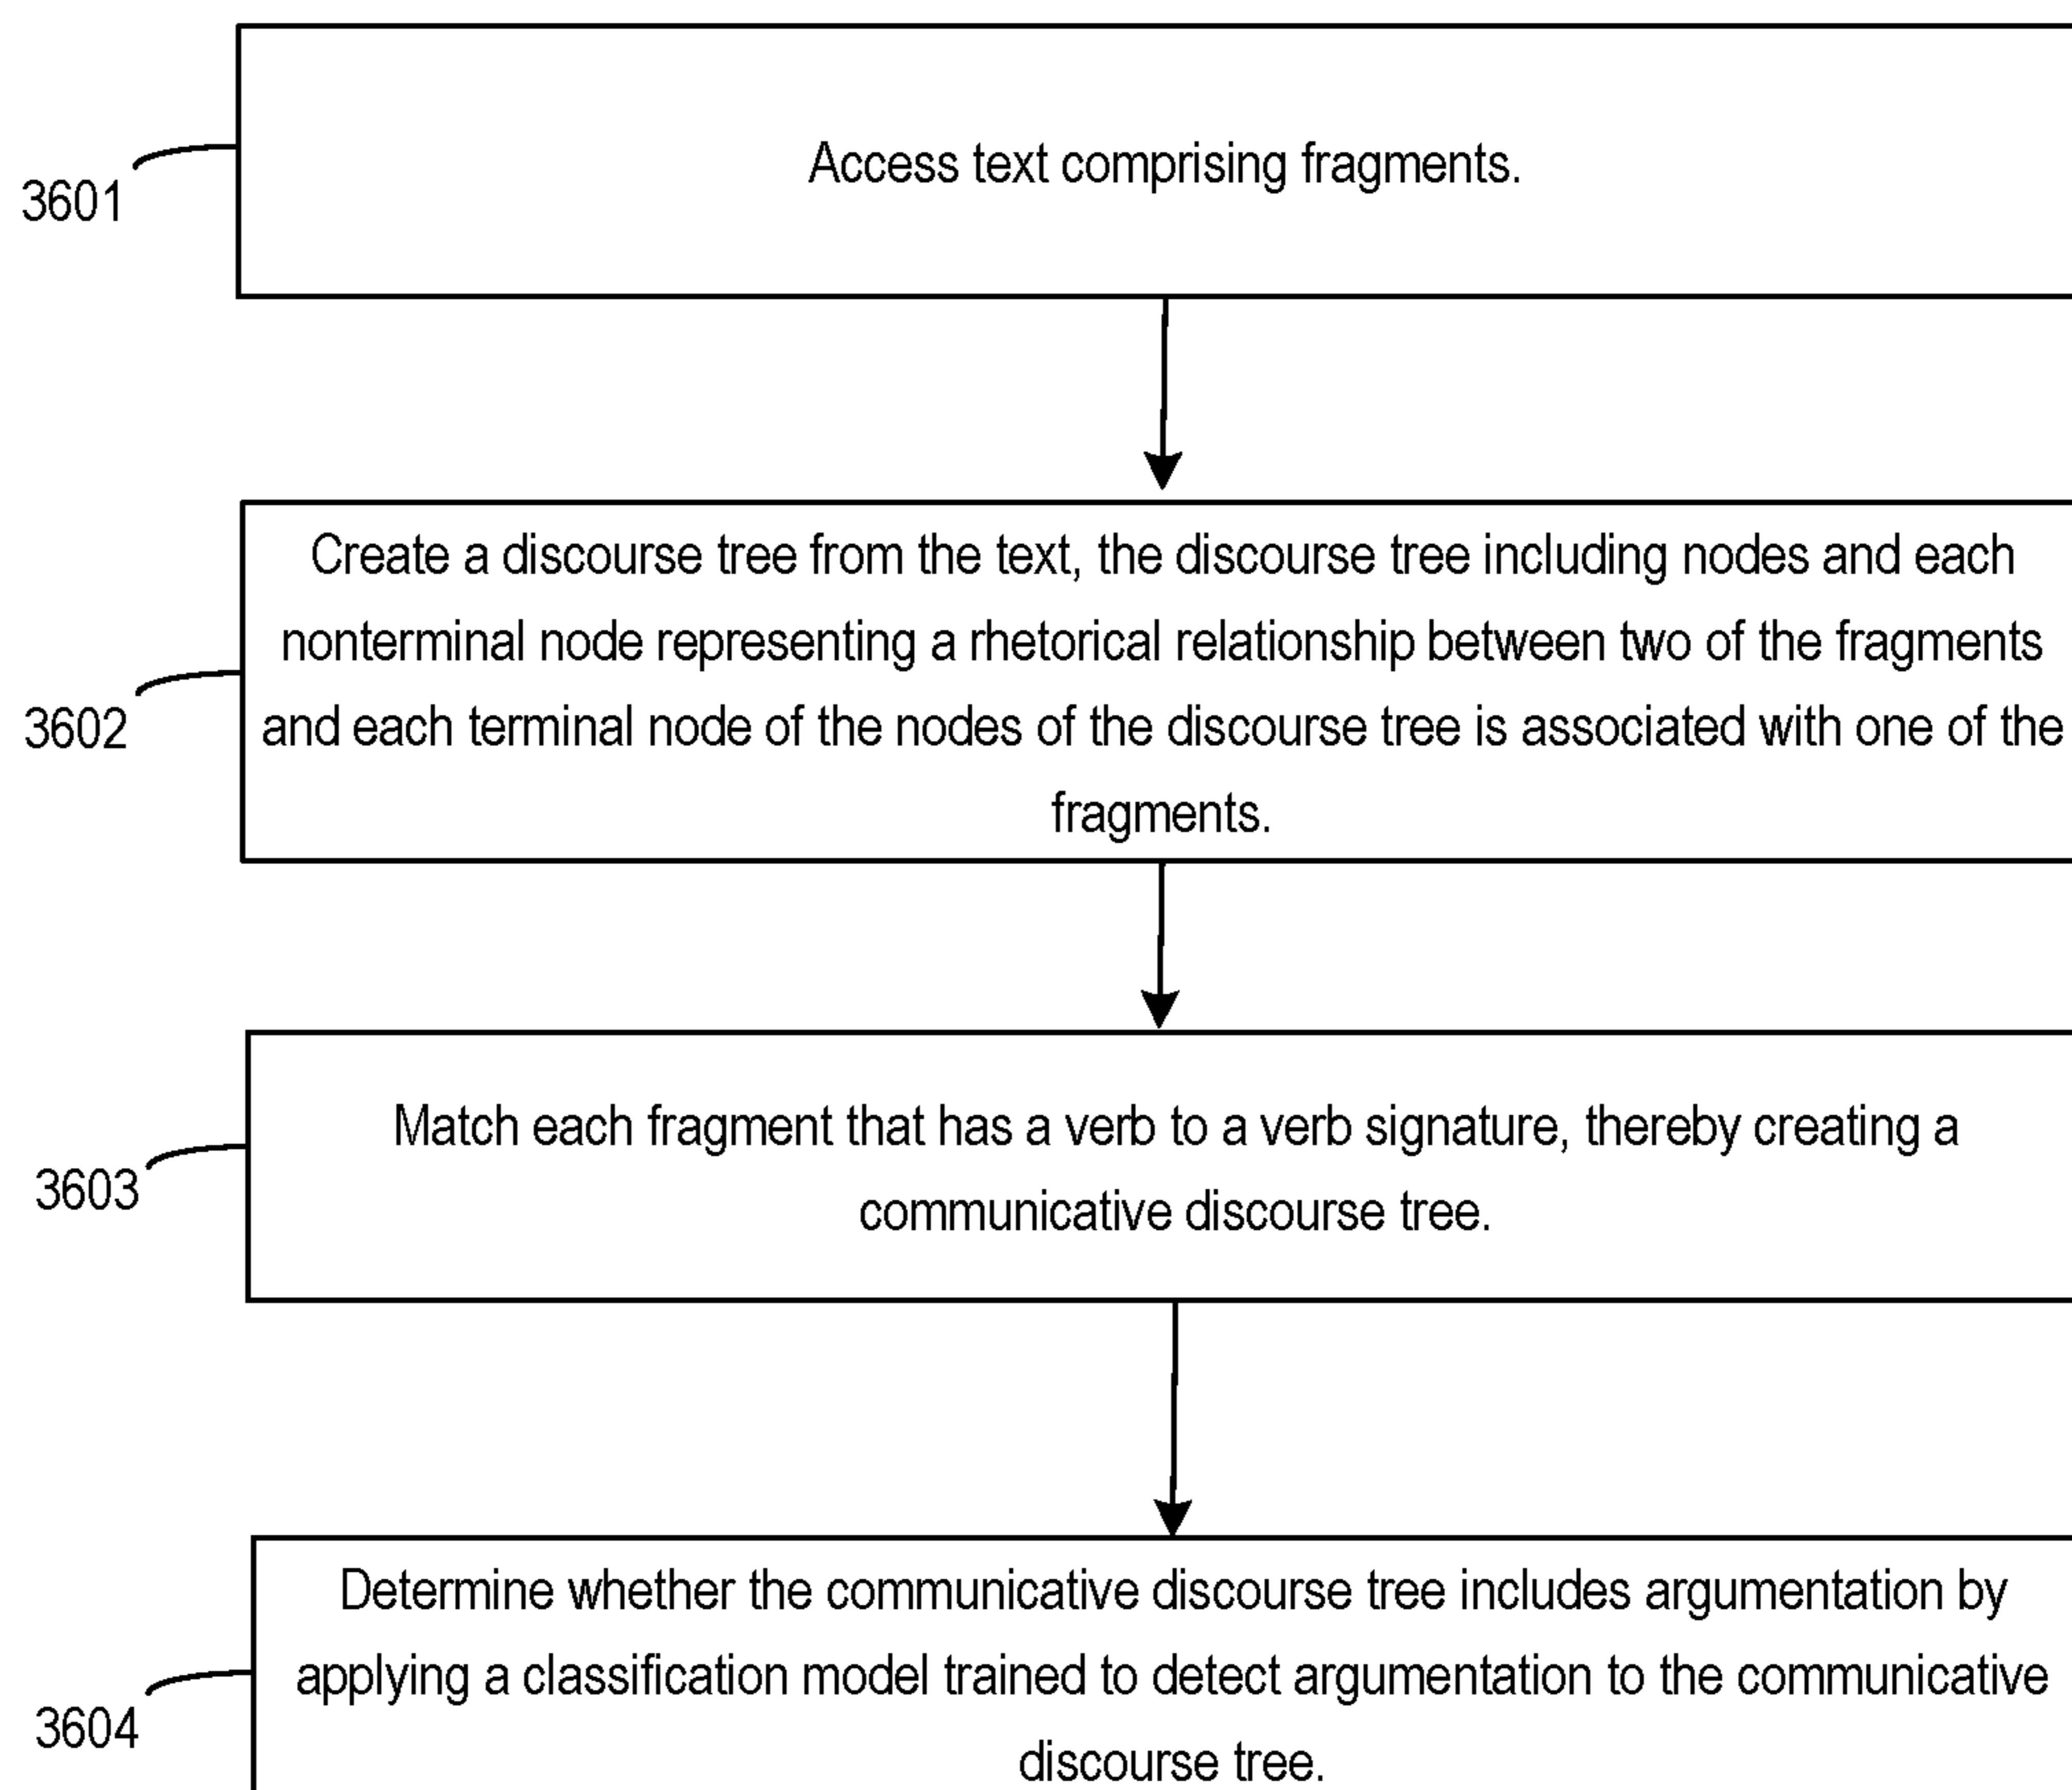 Access text comprising fragments.
3601
Create a discourse tree from the text, the discourse tree including nodes and each
nonterminal node representing a rhetorical relationship between two of the fragments
and each terminal node of the nodes of the discourse tree is associated with one of the
fragments.
3602
Match each fragment that has a verb to a verb signature, thereby creating a
communicative discourse tree.
3603
Determine whether the communicative discourse tree includes argumentation by
applying a classification model trained to detect argumentation to the communicative
discourse tree.
3604